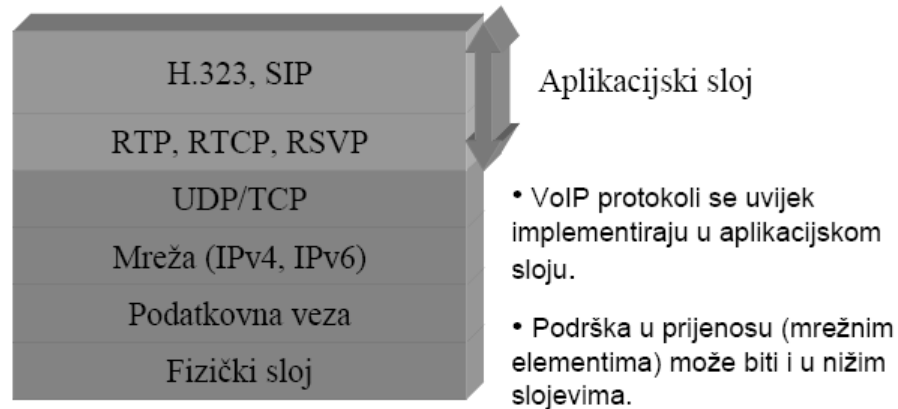 H.323, SIP
RTP, RTCP, RSVP
UDP/TCP
Mreža (IPv4, IPv6)
Podatkovna veza
Fizički sloj
Aplikacijski sloj
• VoIP protokoli se uvijek
implementiraju u aplikacijskom
sloju.
• Podrška u prijenosu (mrežnim
elementima) može biti i u nižim
slojevima.